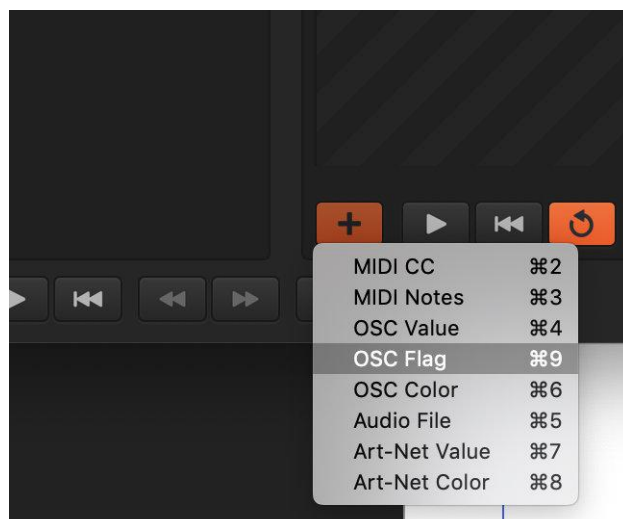 MIDI CC ⌘2
MIDI Notes ⌘3
OSC Value ⌘4
OSC Flag ⌘9
OSC Color ⌘6
Audio File ⌘5
Art-Net Value ⌘7
Art-Net Color ⌘8